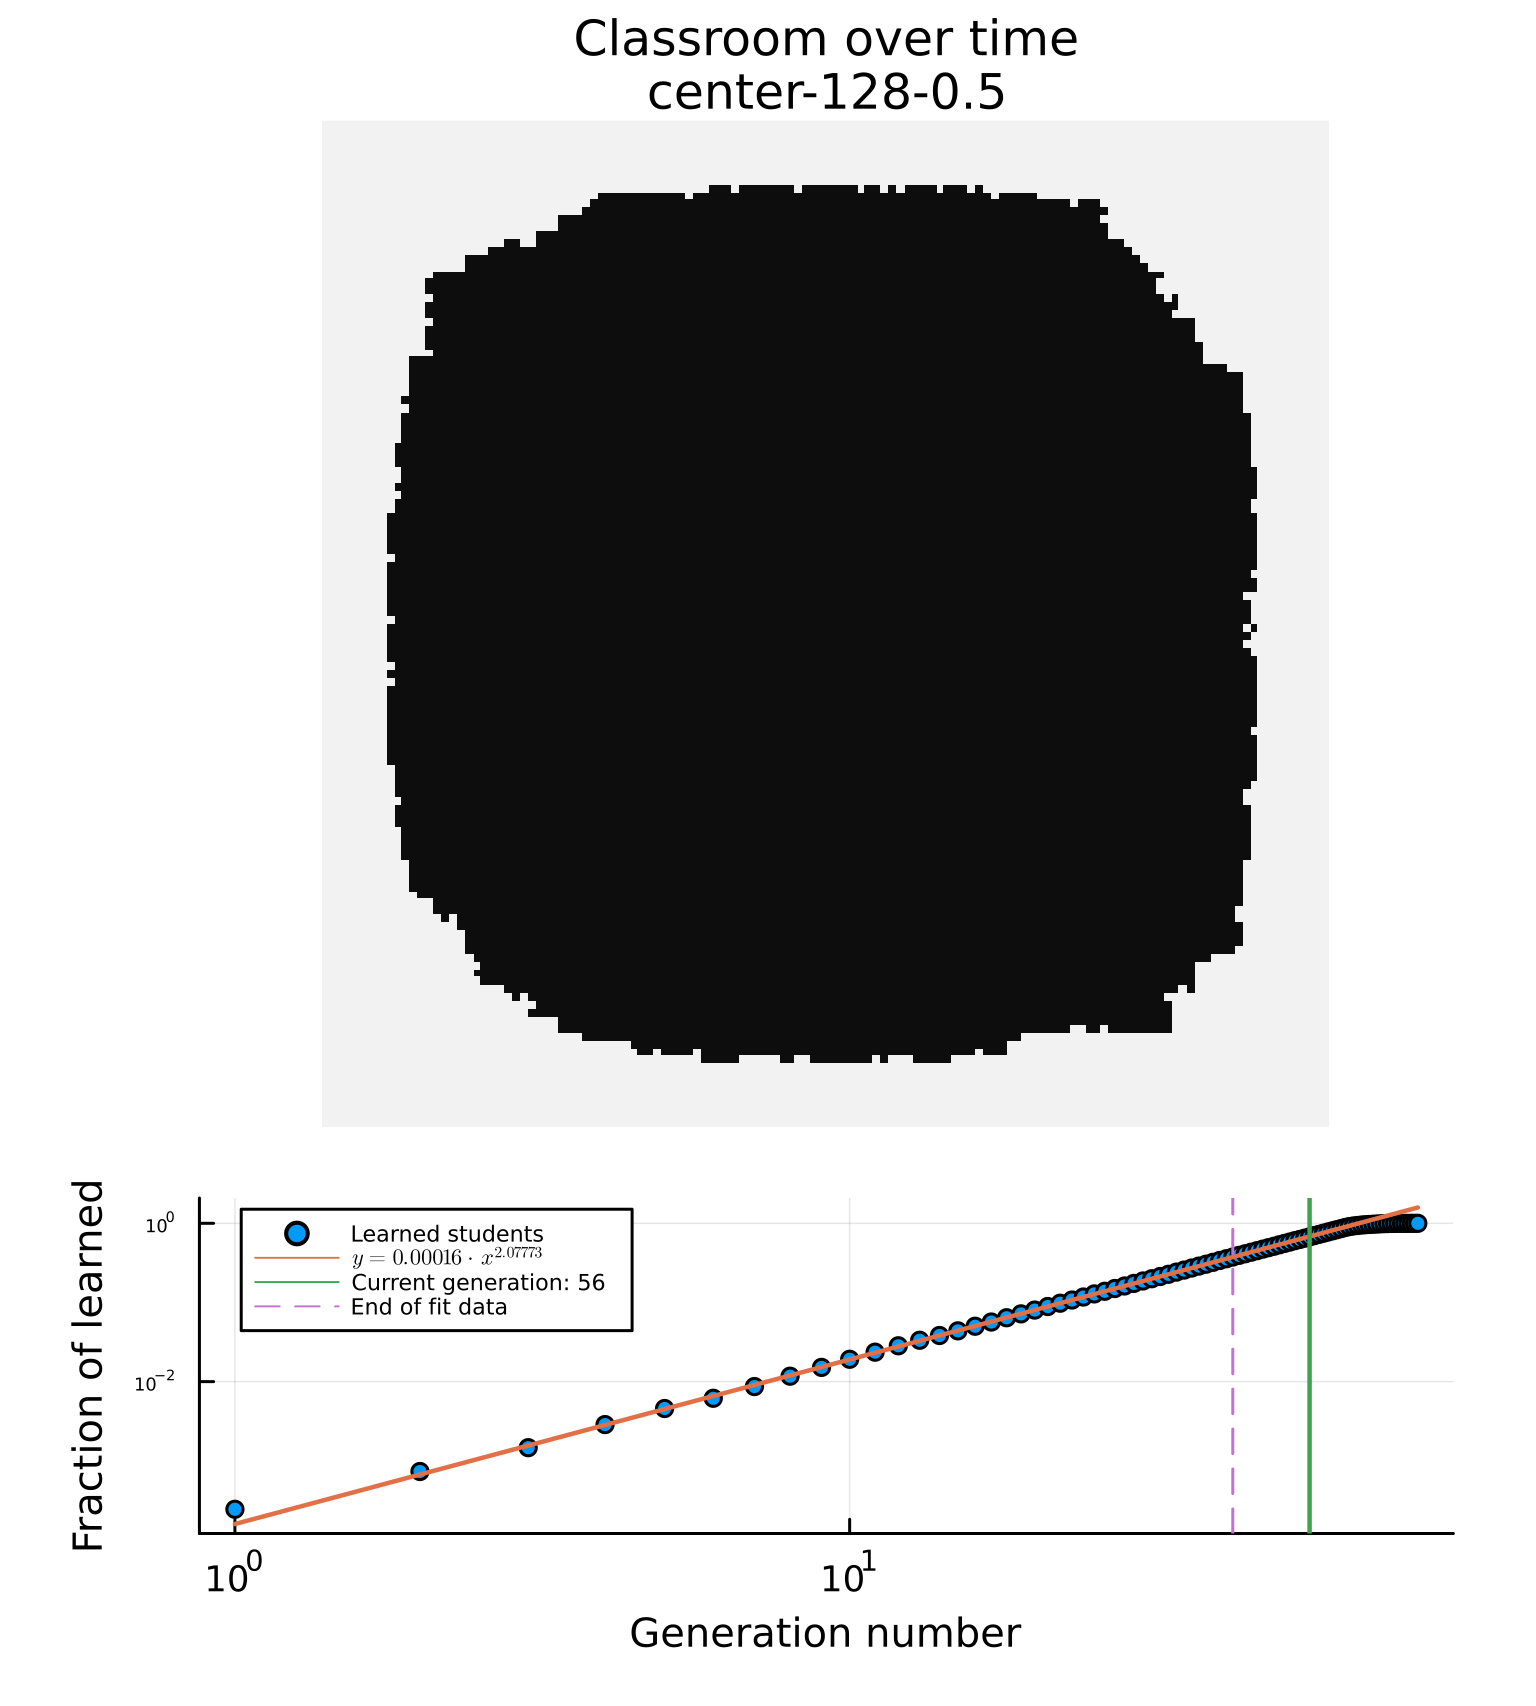 Classroom over time
center-128-0.5
Fraction of learned
10⁰
10⁻²
Learned students
y = 0.00016 · x^2.07773
Current generation: 56
End of fit data
10⁰
10¹
Generation number